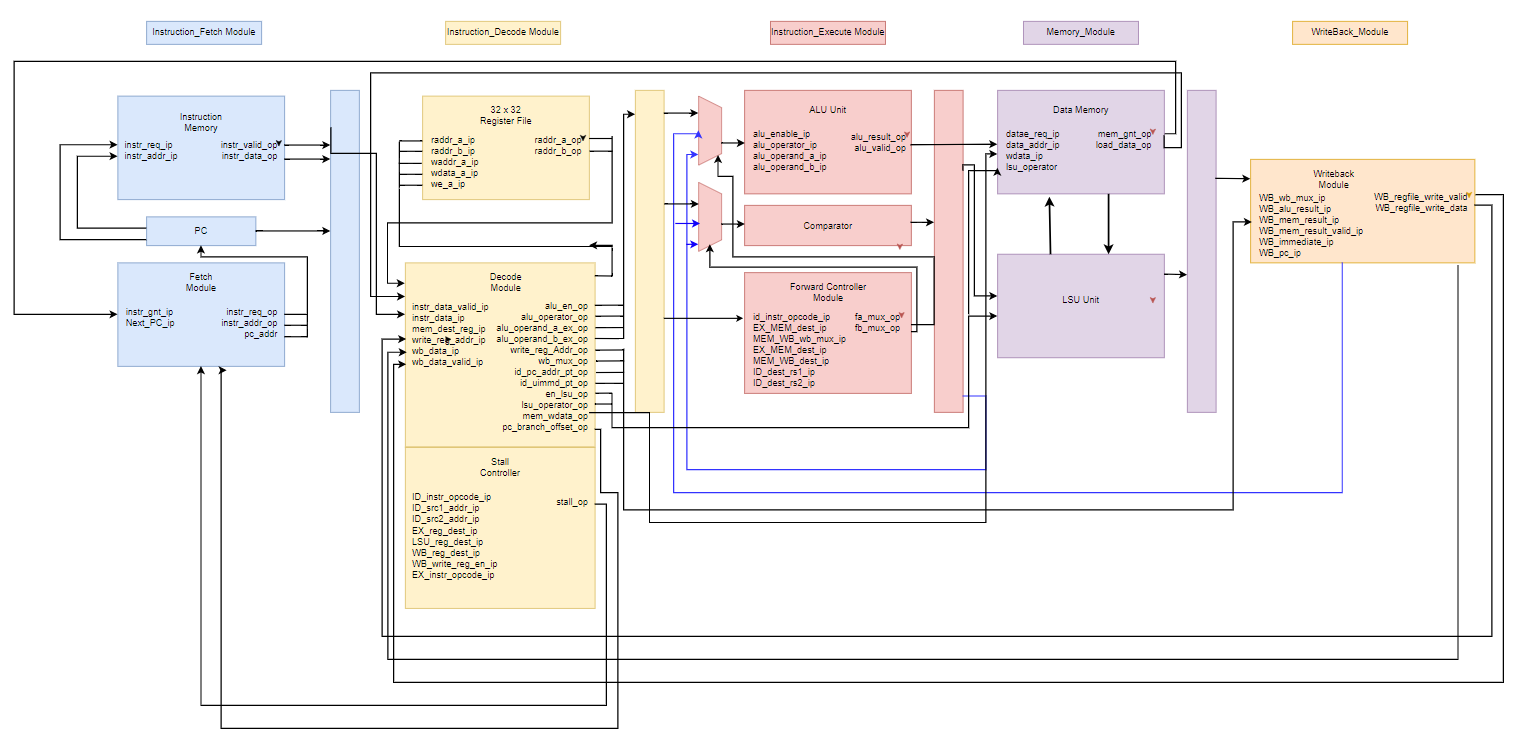 Instruction_Fetch Module
Instruction_Decode Module
Instruction_Execute Module
Memory_Module
WriteBack_Module
Instruction
Memory
instr_req_ip
instr_addr_ip
instr_valid_op
instr_data_op
PC
Fetch
Module
instr_gnt_ip
Next_PC_ip
instr_req_op
instr_addr_op
pc_addr
32 x 32
Register File
raddr_a_ip
raddr_b_ip
waddr_a_ip
wdata_a_ip
we_a_ip
raddr_a_op
raddr_b_op
Decode
Module
instr_data_valid_ip
instr_data_ip
mem_dest_reg_ip
write_reg_addr_ip
wb_data_ip
wb_data_valid_ip
alu_en_op
alu_operator_op
alu_operand_a_ex_op
alu_operand_b_ex_op
write_reg_Addr_op
wb_mux_op
id_pc_addr_pt_op
id_uimmd_pt_op
en_lsu_op
lsu_operator_op
mem_wdata_op
pc_branch_offset_op
Stall
Controller
ID_instr_opcode_ip
ID_src1_addr_ip
ID_src2_addr_ip
EX_reg_dest_ip
LSU_reg_dest_ip
WB_reg_dest_ip
WB_write_reg_en_ip
EX_instr_opcode_ip
stall_op
ALU Unit
alu_enable_ip
alu_operator_ip
alu_operand_a_ip
alu_operand_b_ip
alu_result_op
alu_valid_op
Comparator
Forward Controller
Module
id_instr_opcode_ip
EX_MEM_dest_ip
MEM_WB_wb_mux_ip
EX_MEM_dest_ip
MEM_WB_dest_ip
ID_dest_rs1_ip
ID_dest_rs2_ip
fa_mux_op
fb_mux_op
Data Memory
datae_req_ip
data_addr_ip
wdata_ip
lsu_operator
mem_gnt_op
load_data_op
LSU Unit
Writeback
Module
WB_wb_mux_ip
WB_alu_result_ip
WB_mem_result_ip
WB_mem_result_valid_ip
WB_immediate_ip
WB_pc_ip
WB_regfile_write_valid
WB_regfile_write_data